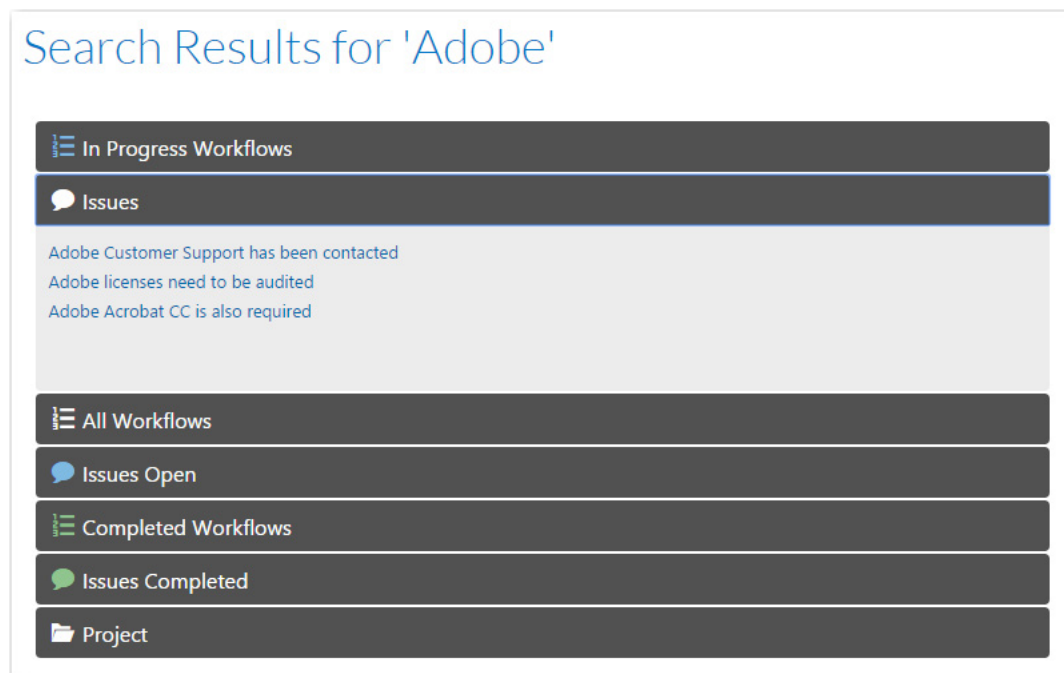 Search Results for 'Adobe'
In Progress Workflows
Issues
Adobe Customer Support has been contacted
Adobe licenses need to be audited
Adobe Acrobat CC is also required
All Workflows
Issues Open
Completed Workflows
Issues Completed
Project